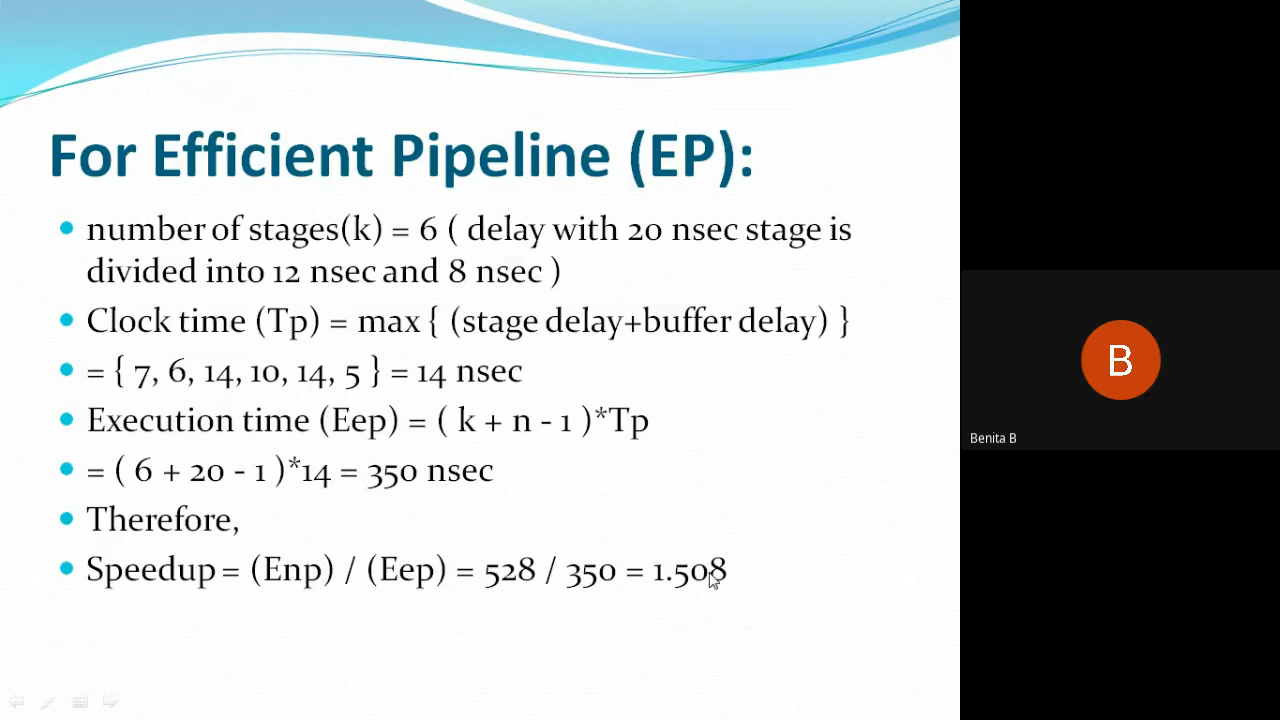 For Efficient Pipeline (EP):
• number of stages(k) = 6 ( delay with 20 nsec stage is
divided into 12 nsec and 8 nsec )
• Clock time (Tp) = max { (stage delay+buffer delay) }
• = { 7, 6, 14, 10, 14, 5 } = 14 nsec
• Execution time (Eep) = ( k + n - 1 )*Tp
• = ( 6 + 20 - 1 )*14 = 350 nsec
• Therefore,
• Speedup = (Enp) / (Eep) = 528 / 350 = 1.508
B
Benita B